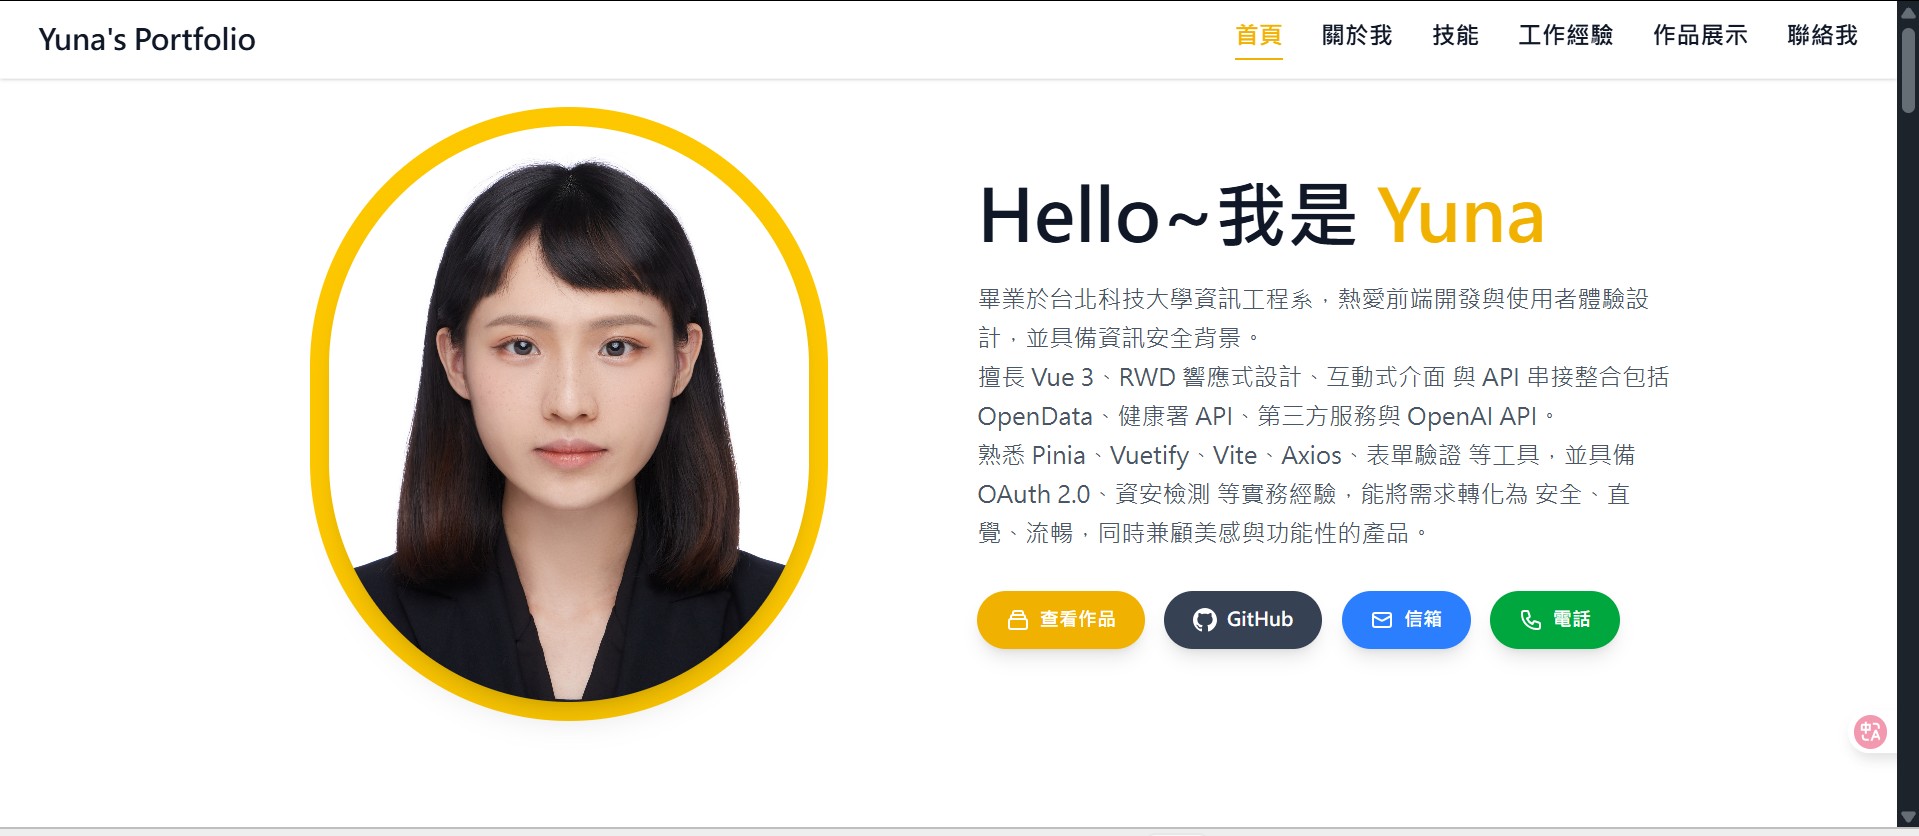 Yuna's Portfolio
首頁 關於我 技能 工作經驗 作品展示 聯絡我
Hello~我是 Yuna
畢業於台北科技大學資訊工程系，熱愛前端開發與使用者體驗設
計，並具備資訊安全背景。
擅長 Vue 3、RWD 響應式設計、互動式介面 與 API 串接整合包括
OpenData、健康署 API、第三方服務與 OpenAI API。
熟悉 Pinia、Vuetify、Vite、Axios、表單驗證 等工具，並具備
OAuth 2.0、資安檢測 等實務經驗，能將需求轉化為 安全、直
覺、流暢，同時兼顧美感與功能性的產品。
查看作品 GitHub 信箱 電話
中A